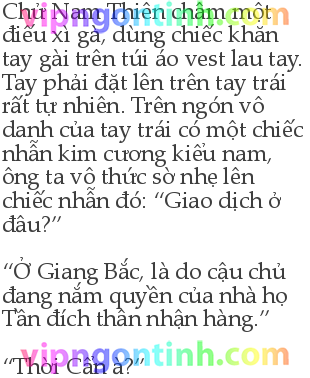 Chử Nam Thiên châm một
điếu xì gà, dùng chiếc khăn
tay gài trên túi áo vest lau tay.
Tay phải đặt lên trên tay trái
rất tự nhiên. Trên ngón vô
danh của tay trái có một chiếc
nhẫn kim cương kiểu nam,
ông ta vô thức sờ nhẹ lên
chiếc nhẫn đó: “Giao dịch ở
đâu?”
vipngontinh.com
“Ở Giang Bắc, là do cậu chủ
đang nắm quyền của nhà họ
Tần đích thân nhận hàng.”
“Thời Cẩn à?”
vipngontinh.com